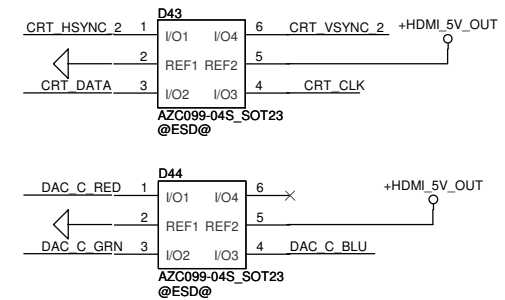 D43
CRT_HSYNC_2 1 I/O1 I/O4 6 CRT_VSYNC_2 +HDMI_5V_OUT
2 REF1 REF2 5
CRT_DATA 3 I/O2 I/O3 4 CRT_CLK
AZC099-04S_SOT23
@ESD@
D44
DAC_C_RED 1 I/O1 I/O4 6 +HDMI_5V_OUT
2 REF1 REF2 5
DAC_C_GRN 3 I/O2 I/O3 4 DAC_C_BLU
AZC099-04S_SOT23
@ESD@